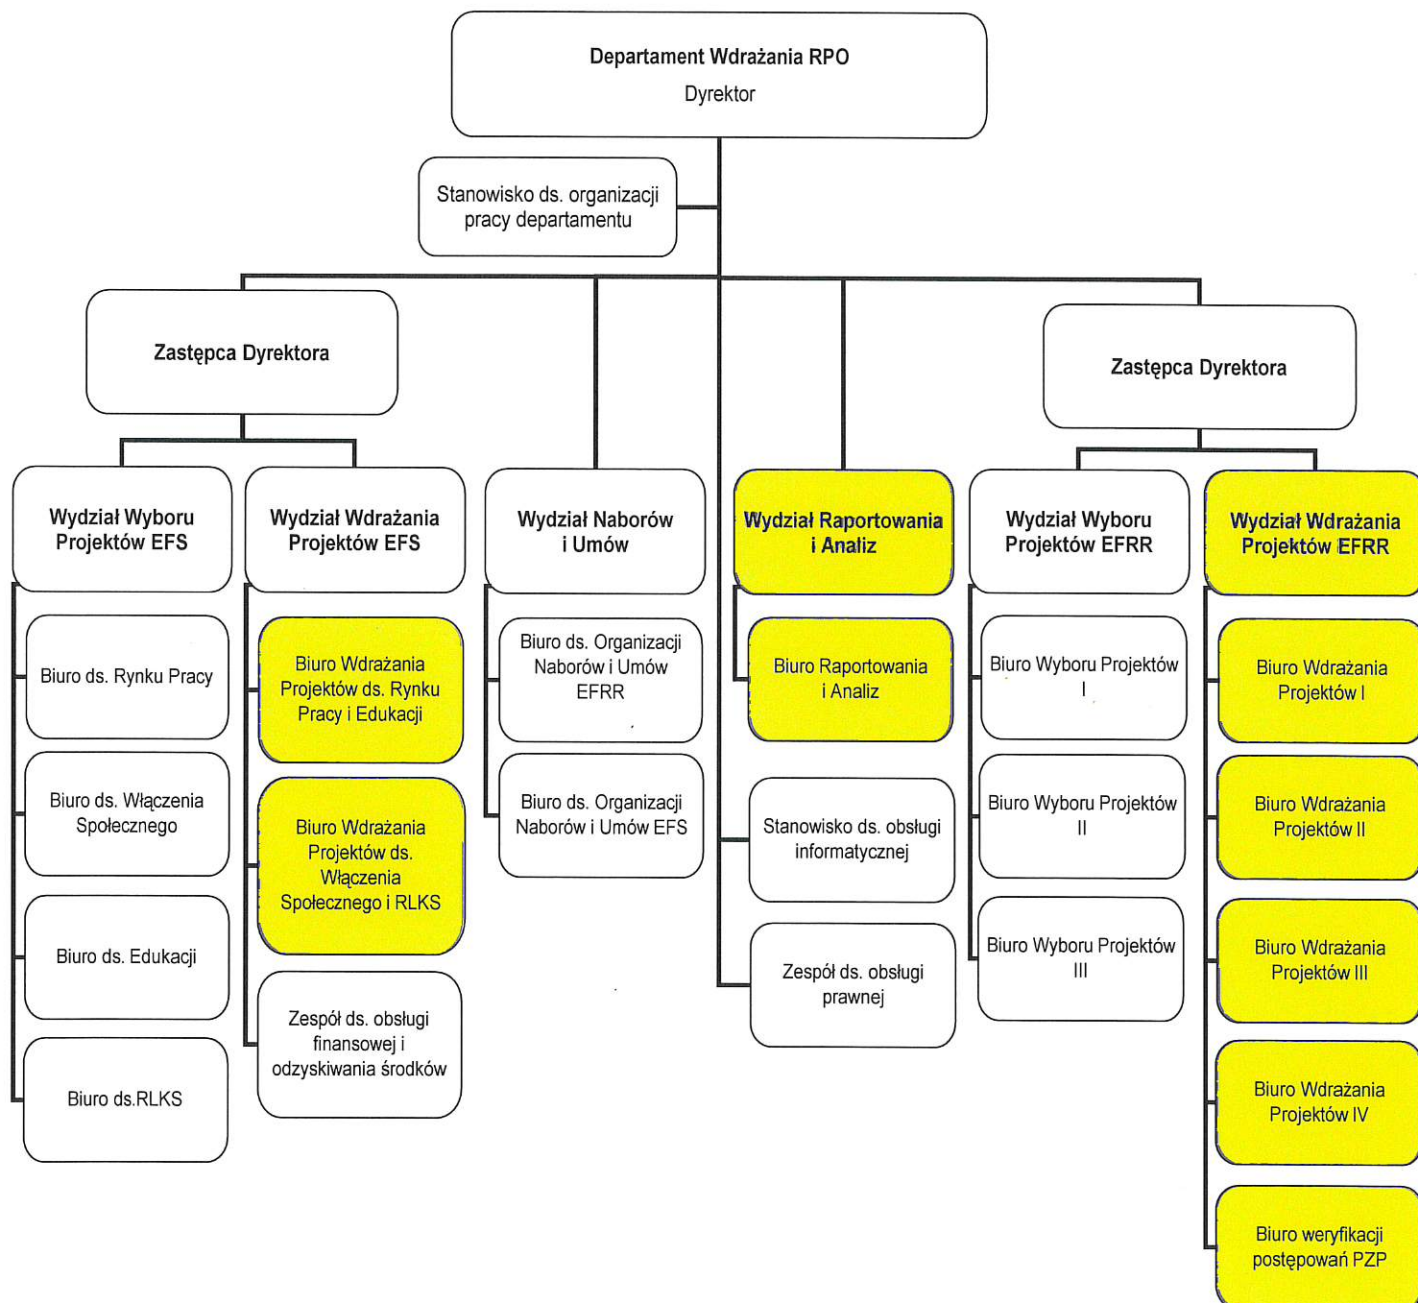 Departament Wdrażania RPO
Dyrektor
Stanowisko ds. organizacji
pracy departamentu
Zastępca Dyrektora
Zastępca Dyrektora
Wydział Wyboru
Projektów EFS
Wydział Wdrażania
Projektów EFS
Wydział Naborów
i Umów
Wydział Raportowania
i Analiz
Wydział Wyboru
Projektów EFRR
Wydział Wdrażania
Projektów EFRR
Biuro ds. Rynku Pracy
Biuro ds. Włączenia
Społecznego
Biuro ds. Edukacji
Biuro ds.RLKS
Biuro Wdrażania
Projektów ds. Rynku
Pracy i Edukacji
Biuro Wdrażania
Projektów ds.
Włączenia
Społecznego i RLKS
Zespół ds. obsługi
finansowej i
odzyskiwania środków
Biuro ds. Organizacji
Naborów i Umów
EFRR
Biuro ds. Organizacji
Naborów i Umów EFS
Biuro Raportowania
i Analiz
Stanowisko ds. obsługi
informatycznej
Zespół ds. obsługi
prawnej
Biuro Wyboru Projektów
I
Biuro Wyboru Projektów
II
Biuro Wyboru Projektów
III
Biuro Wdrażania
Projektów I
Biuro Wdrażania
Projektów II
Biuro Wdrażania
Projektów III
Biuro Wdrażania
Projektów IV
Biuro weryfikacji
postępowań PZP